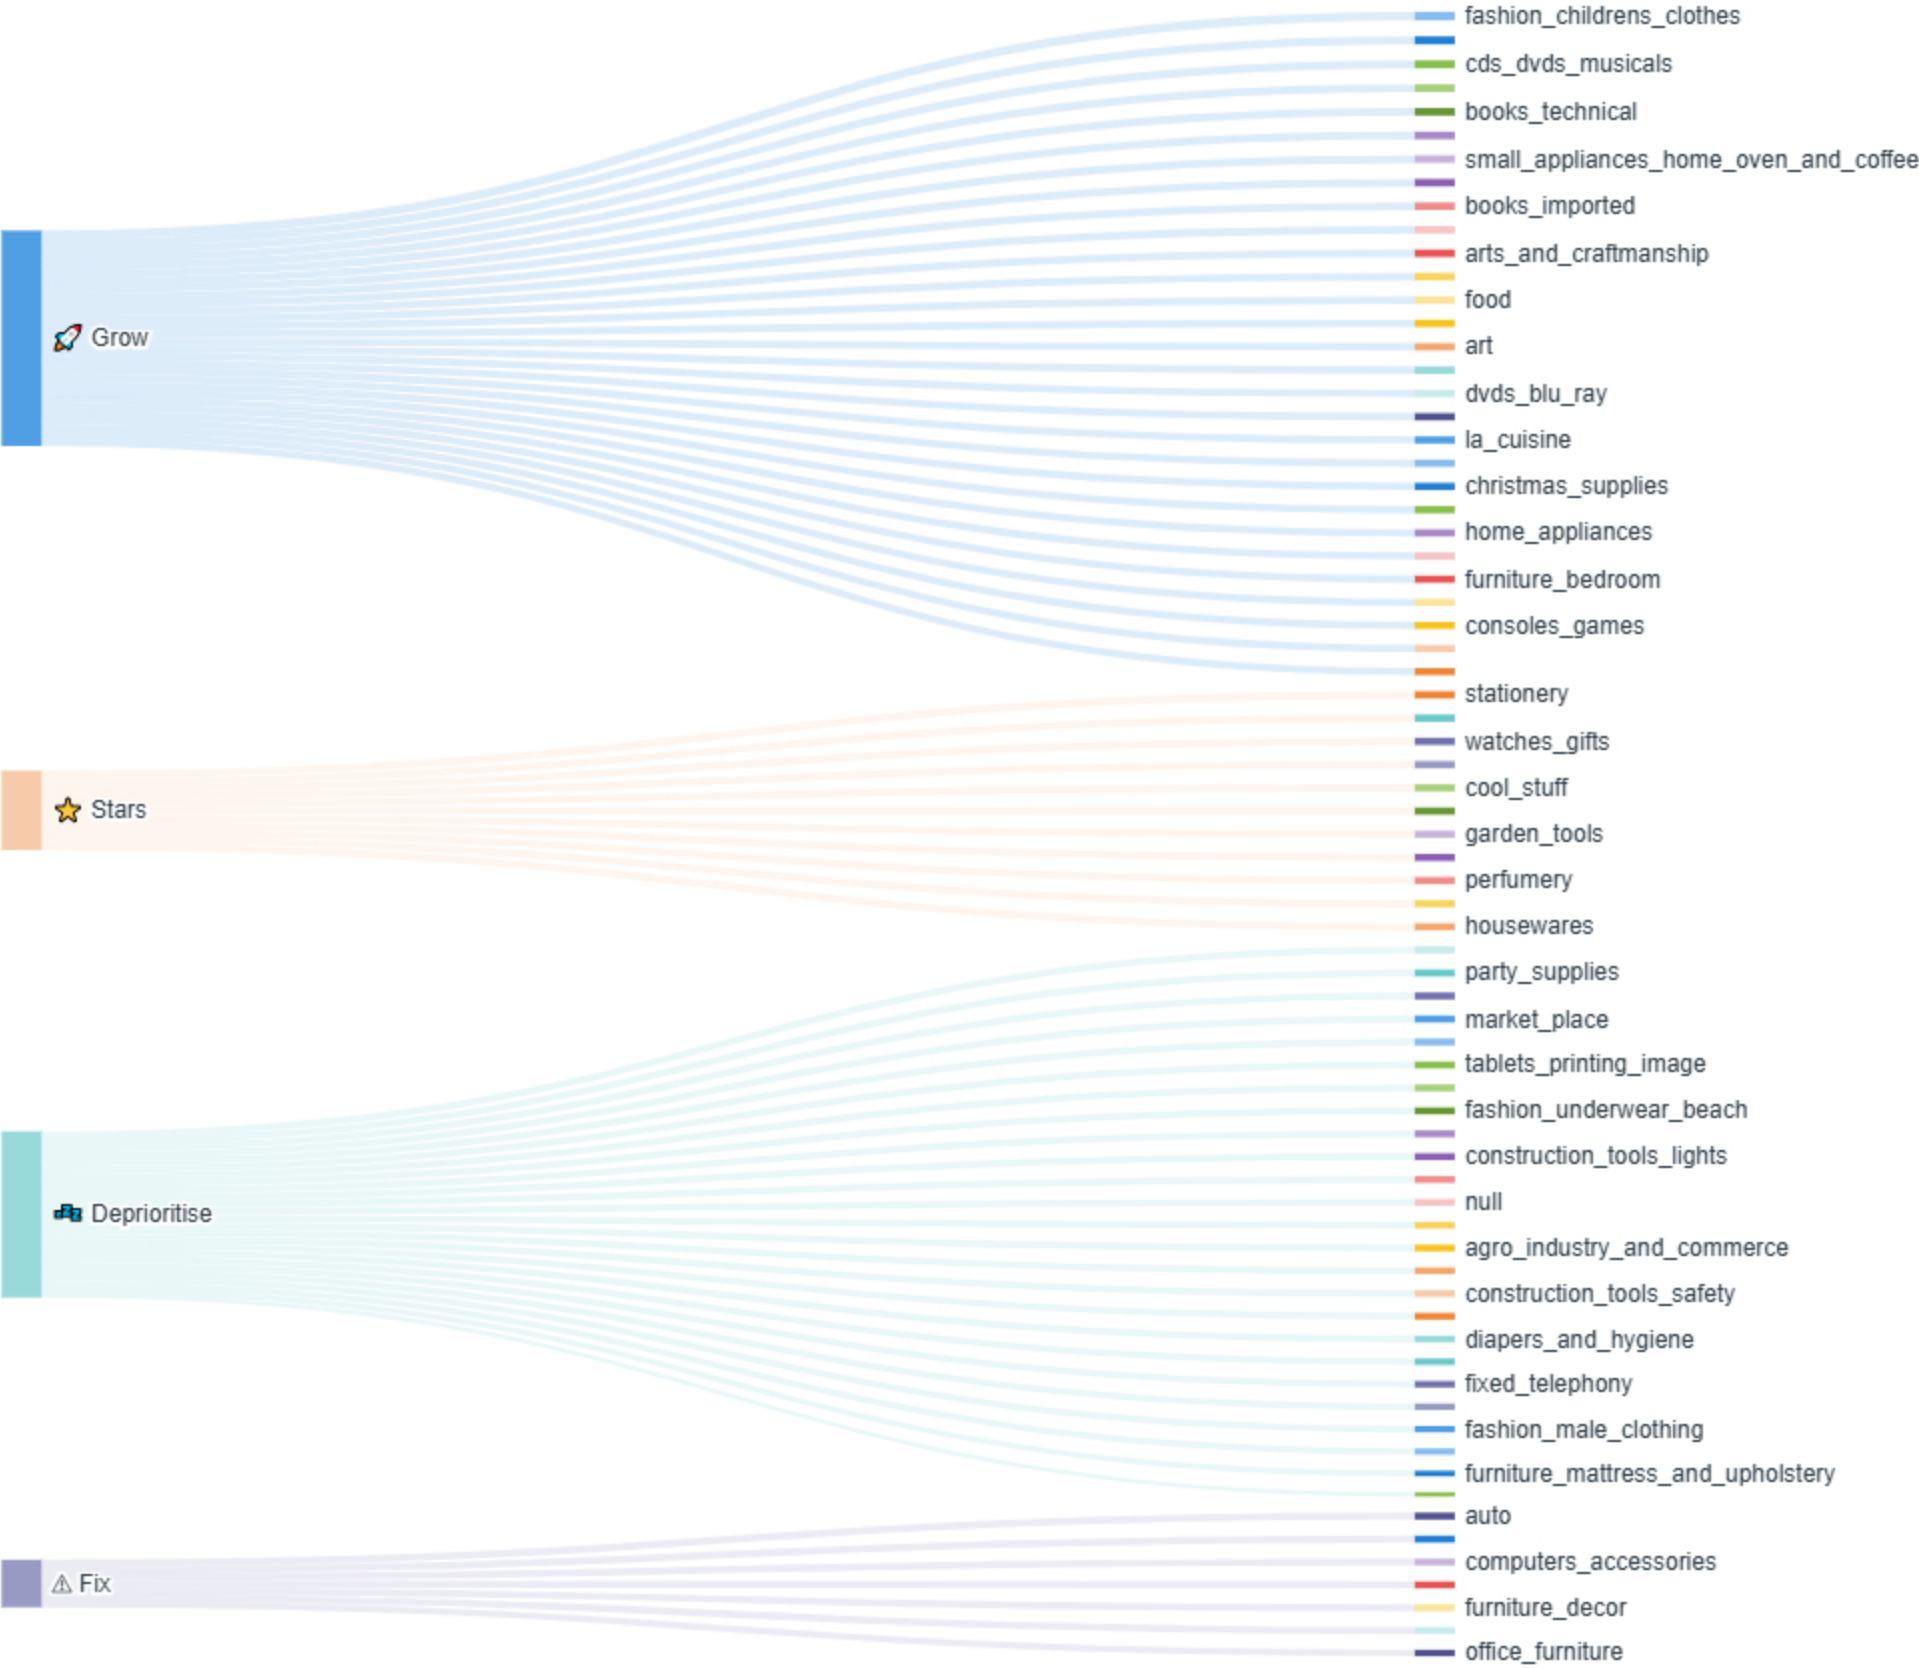 fashion_childrens_clothes
cds_dvds_musicals
books_technical
small_appliances_home_oven_and_coffee
books_imported
arts_and_craftmanship
food
🚀 Grow
art
dvds_blu_ray
la_cuisine
christmas_supplies
home_appliances
furniture_bedroom
consoles_games
stationery
watches_gifts
cool_stuff
⭐ Stars
garden_tools
perfumery
housewares
party_supplies
market_place
tablets_printing_image
fashion_underwear_beach
construction_tools_lights
null
💤 Deprioritise
agro_industry_and_commerce
construction_tools_safety
diapers_and_hygiene
fixed_telephony
fashion_male_clothing
furniture_mattress_and_upholstery
auto
computers_accessories
⚠ Fix
furniture_decor
office_furniture